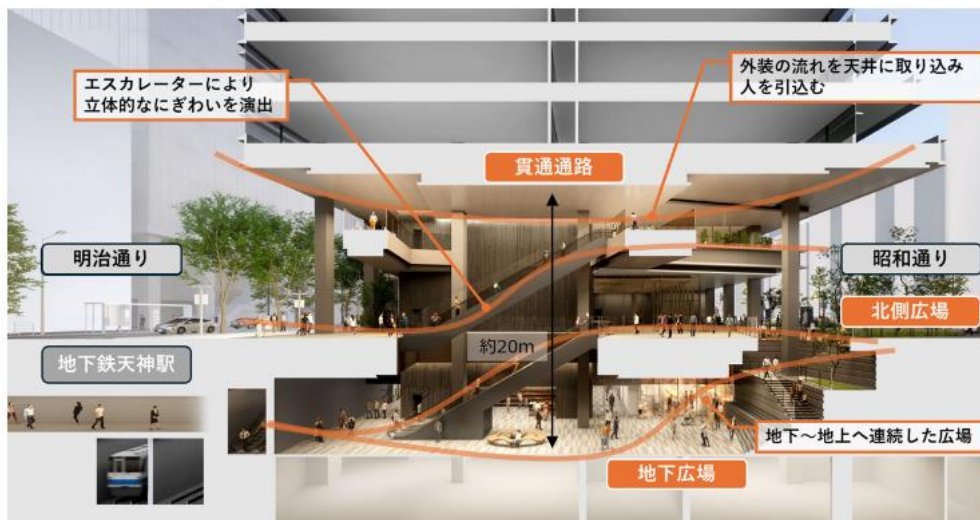 エスカレーターにより
立体的なにぎわいを演出
外装の流れを天井に取り込み
人を引込む
貫通通路
明治通り
昭和通り
北側広場
約20m
地下鉄天神駅
地下～地上へ連続した広場
地下広場